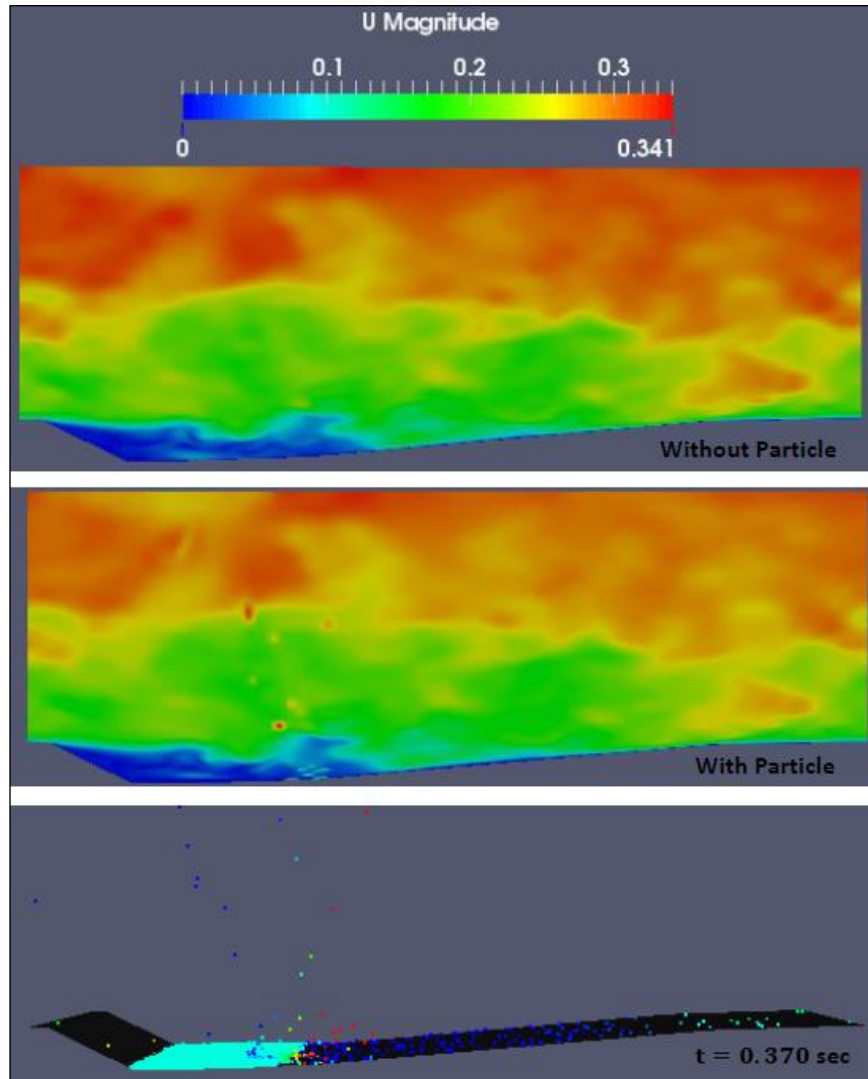 U Magnitude
0.1 0.2 0.3
0 0.341
Without Particle
With Particle
t = 0.370 sec